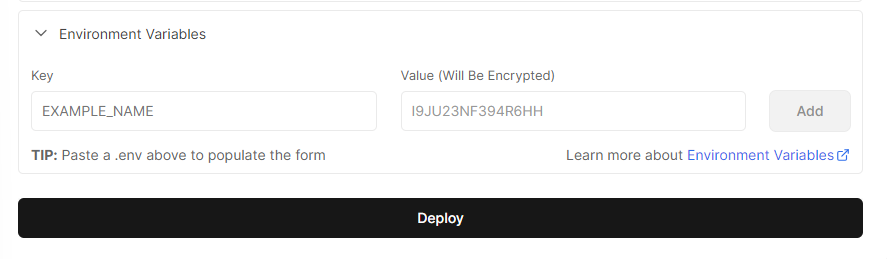 Environment Variables
Key
Value (Will Be Encrypted)
EXAMPLE_NAME
I9JU23NF394R6HH
Add
TIP: Paste a .env above to populate the form
Learn more about Environment Variables
Deploy